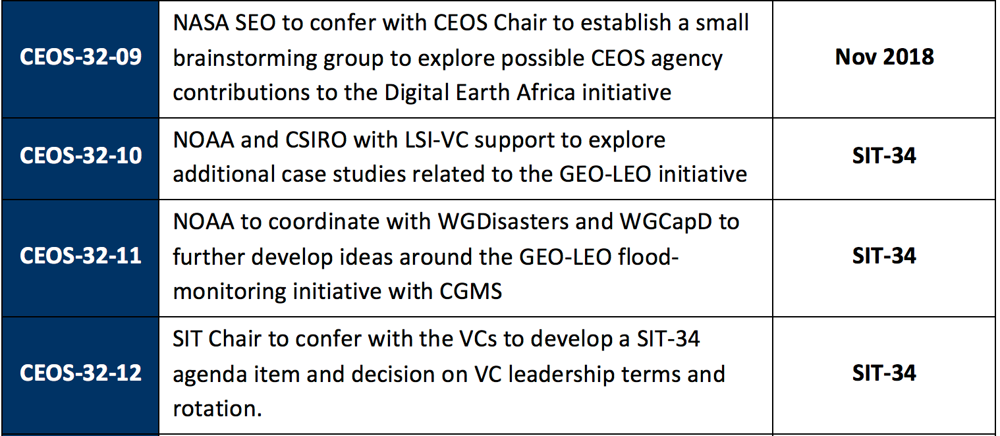 CEOS-32-09
NASA SEO to confer with CEOS Chair to establish a small
brainstorming group to explore possible CEOS agency
contributions to the Digital Earth Africa initiative
Nov 2018
CEOS-32-10
NOAA and CSIRO with LSI-VC support to explore
additional case studies related to the GEO-LEO initiative
SIT-34
CEOS-32-11
NOAA to coordinate with WGDisasters and WGCapD to
further develop ideas around the GEO-LEO flood-
monitoring initiative with CGMS
SIT-34
CEOS-32-12
SIT Chair to confer with the VCs to develop a SIT-34
agenda item and decision on VC leadership terms and
rotation.
SIT-34